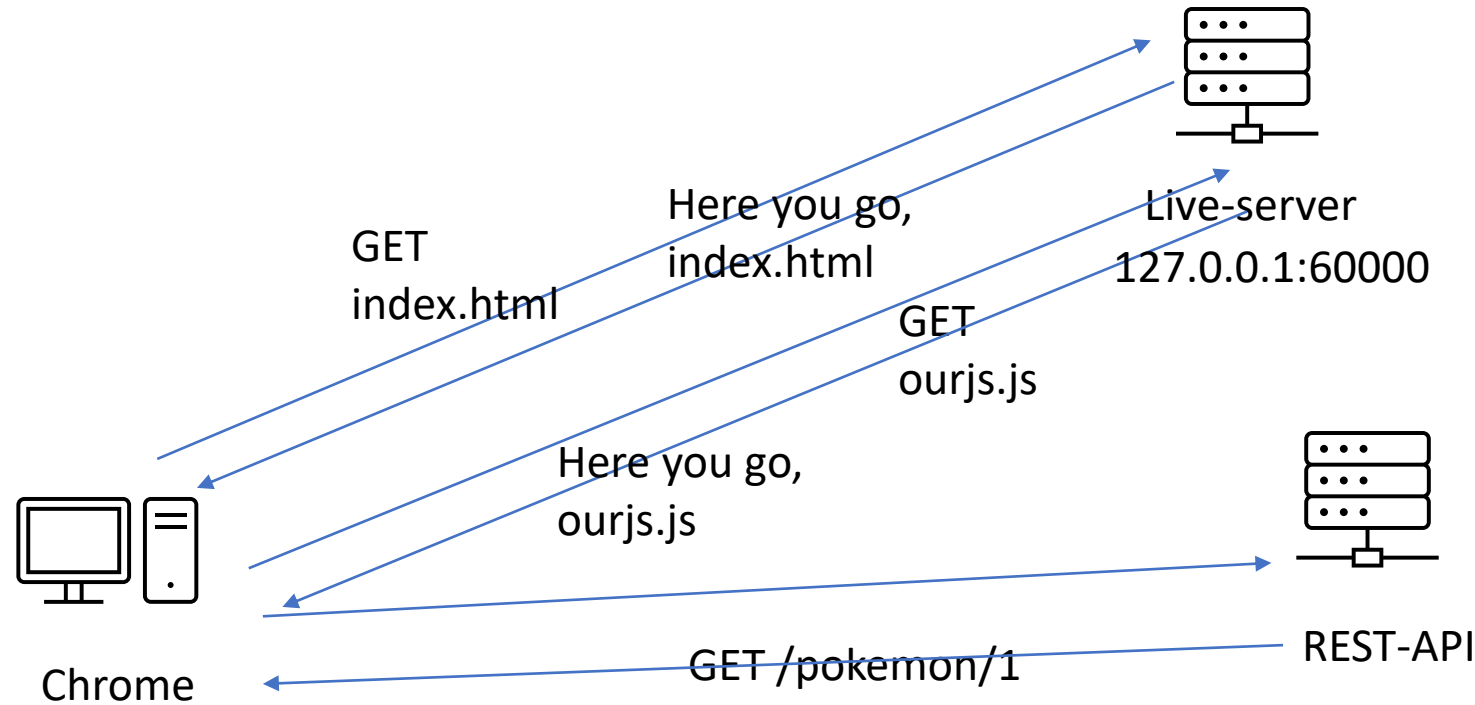 GET
index.html
Here you go,
index.html
Live-server
127.0.0.1:60000
GET
ourjs.js
Here you go,
ourjs.js
GET /pokemon/1
REST-API
Chrome